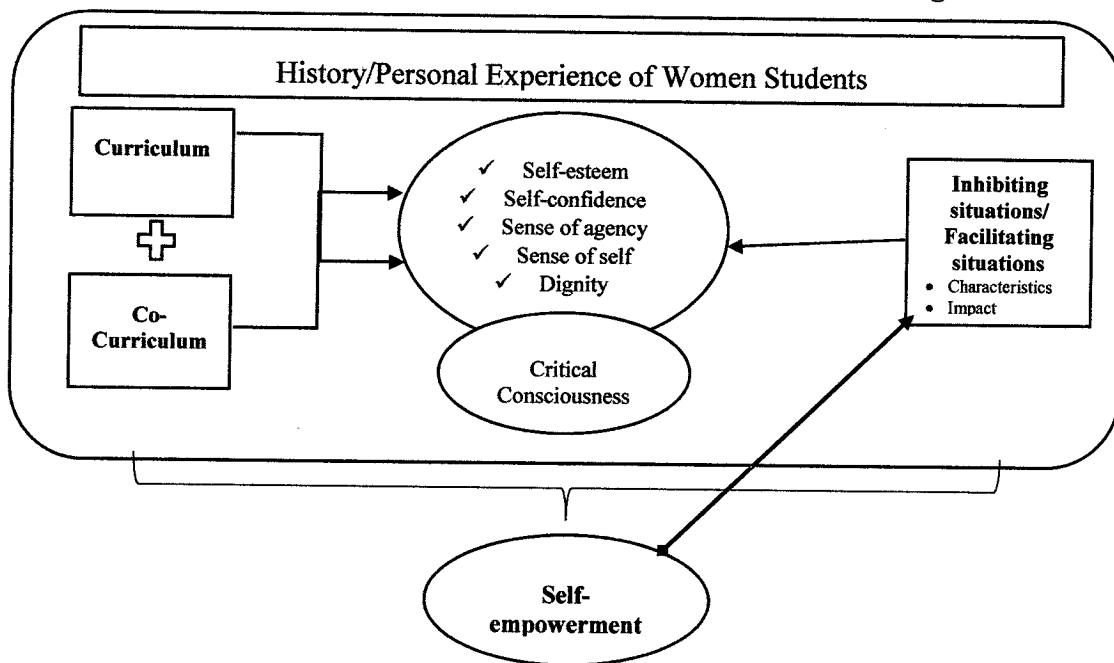 History/Personal Experience of Women Students
Curriculum
Co-
Curriculum
✓ Self-esteem
✓ Self-confidence
✓ Sense of agency
✓ Sense of self
✓ Dignity
Critical
Consciousness
Inhibiting
situations/
Facilitating
situations
• Characteristics
• Impact
Self-
empowerment